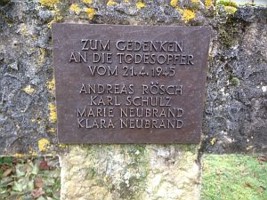 ZUM GEDENKEN
AN DIE TODESOPFER
VOM 21.4.1945
ANDREAS RÖSCH
KARL SCHULZ
MARIE NEUBRAND
KLARA NEUBRAND